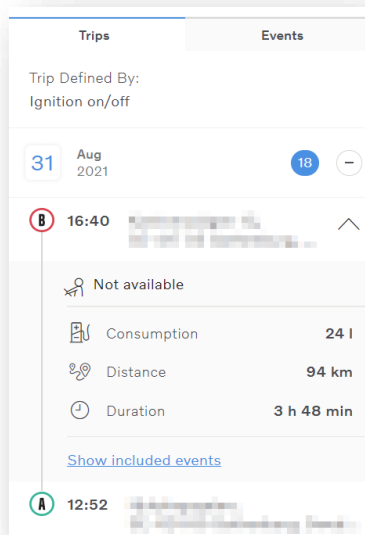 Trips Events
Trip Defined By:
Ignition on/off
31 Aug 2021 18
B 16:40
Not available
Consumption 24 l
Distance 94 km
Duration 3 h 48 min
Show included events
A 12:52